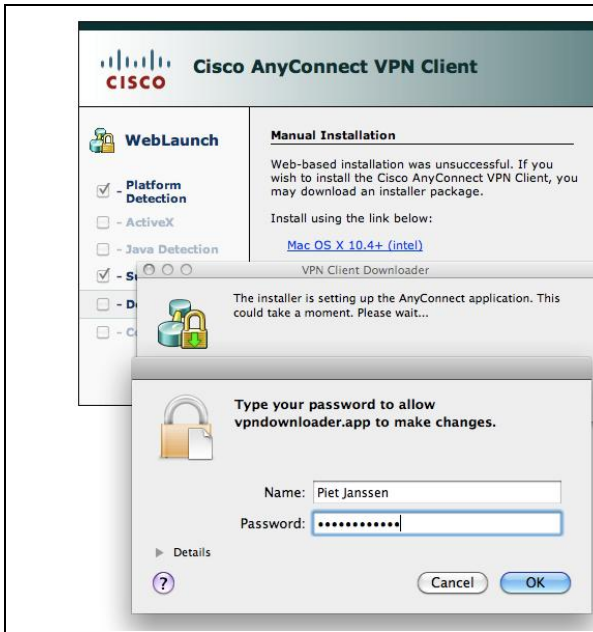 CISCO
Cisco AnyConnect VPN Client
WebLaunch
- Platform
Detection
- ActiveX
- Java Detection
Manual Installation
Web-based installation was unsuccessful. If you
wish to install the Cisco AnyConnect VPN Client, you
may download an installer package.
Install using the link below:
Mac OS X 10.4+ (intel)
VPN Client Downloader
The installer is setting up the AnyConnect application. This
could take a moment. Please wait...
Type your password to allow
vpndownloader.app to make changes.
Name: Piet Janssen
Password: ••••••••••••
Details
?
Cancel
OK